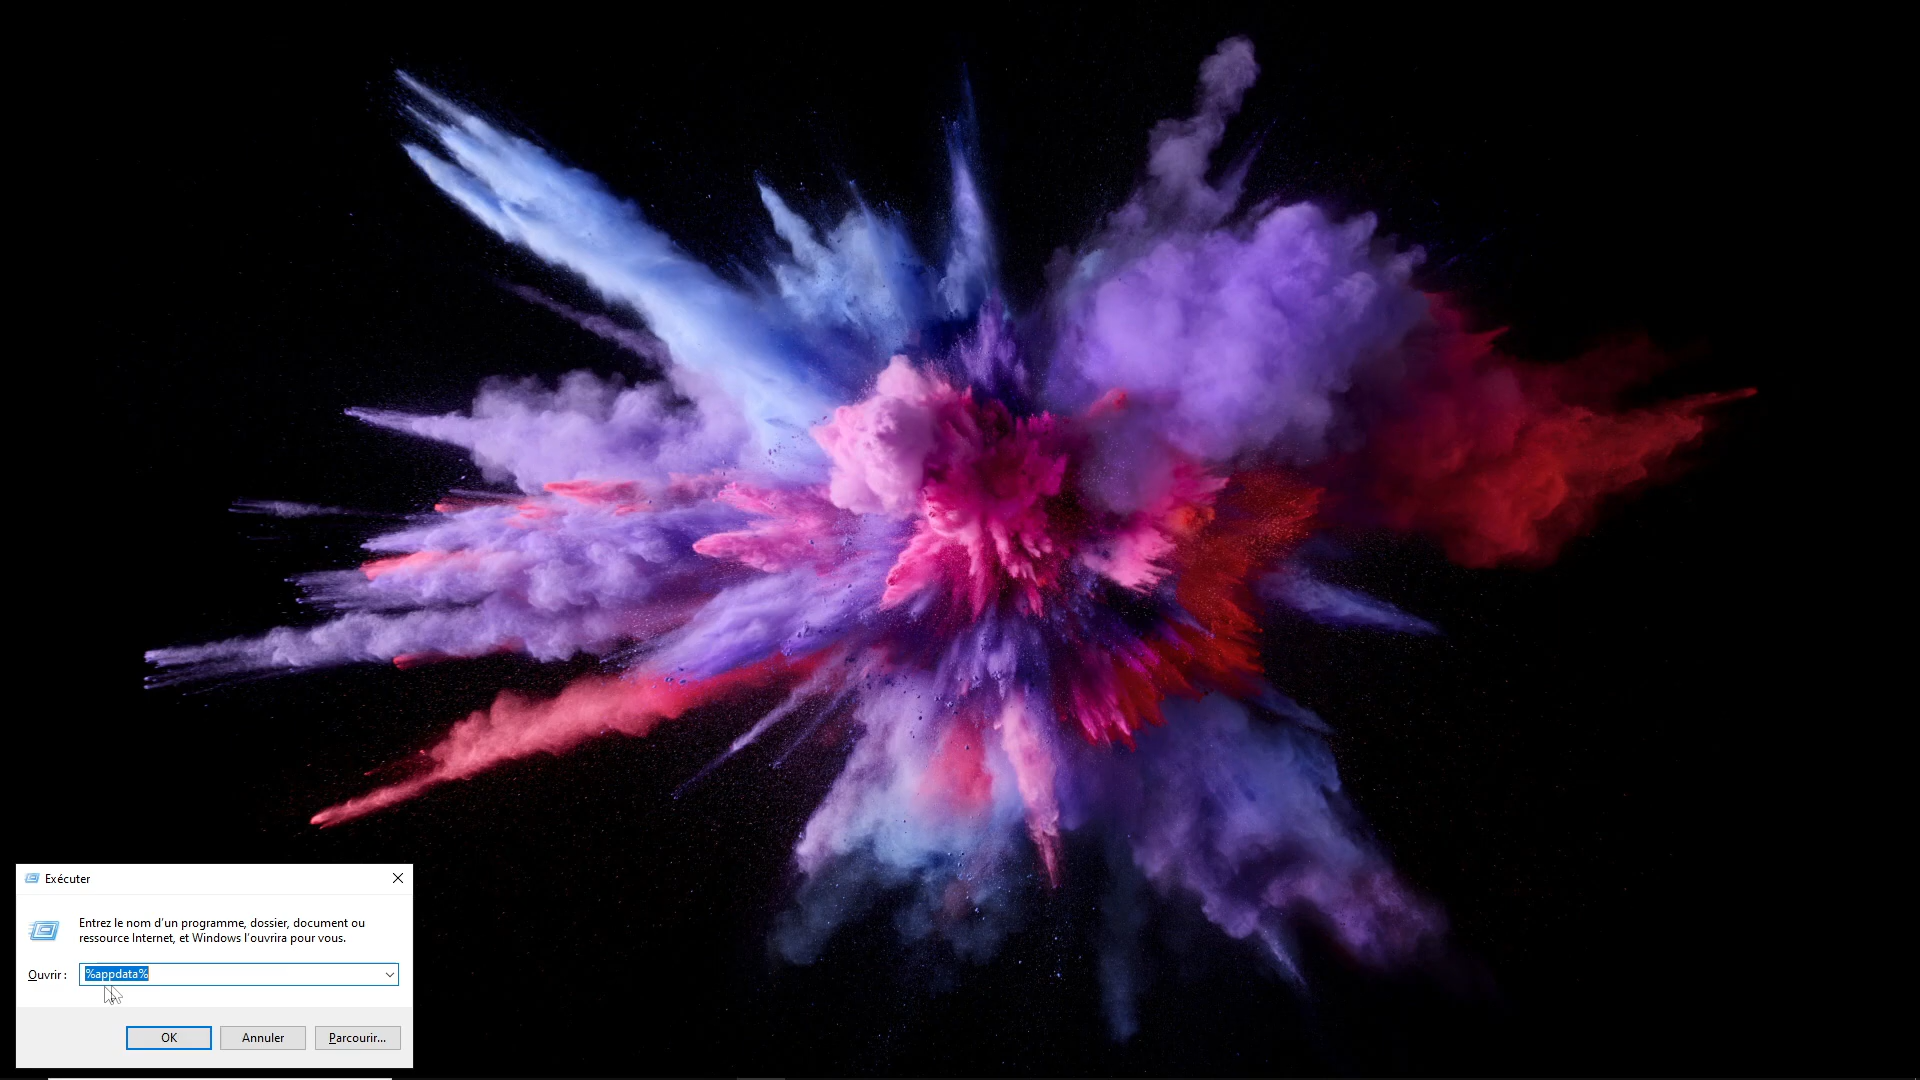 Exécuter
Entrez le nom d'un programme, dossier, document ou
ressource Internet, et Windows l'ouvrira pour vous.
Ouvrir : %appdata%
OK Annuler Parcourir...